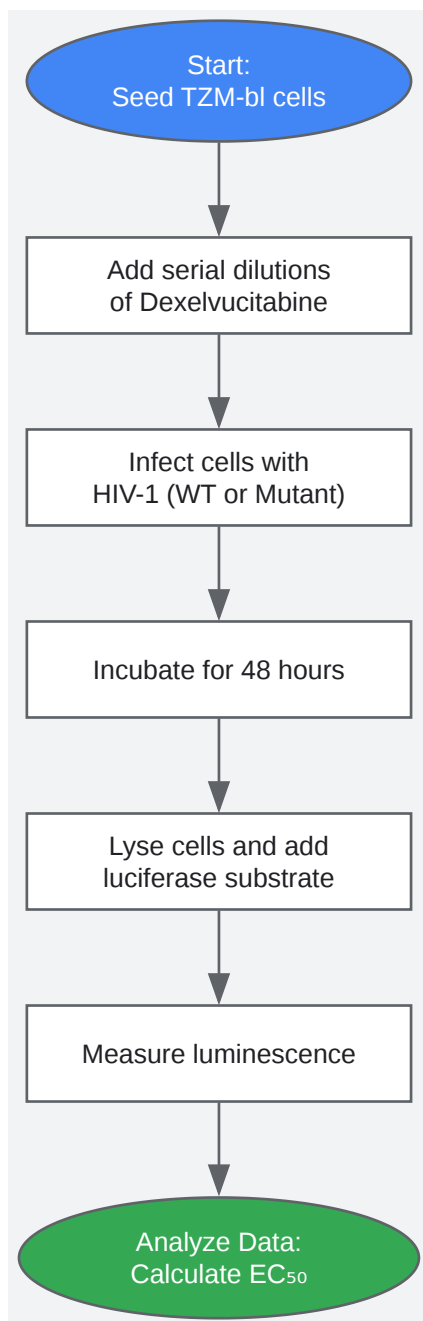 Start:
Seed TZM-bl cells
Add serial dilutions
of Dexelvucitabine
Infect cells with
HIV-1 (WT or Mutant)
Incubate for 48 hours
Lyse cells and add
luciferase substrate
Measure luminescence
Analyze Data:
Calculate EC₅₀